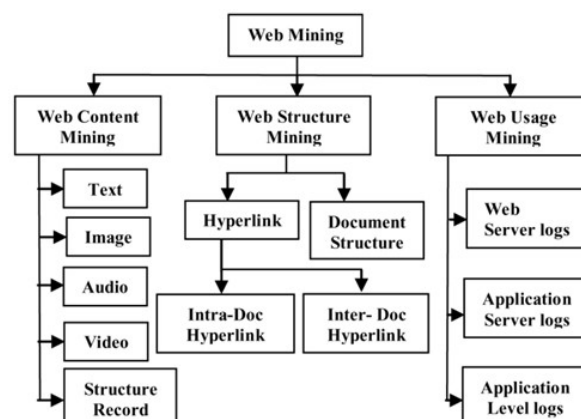 Web Mining
Web Content
Mining
Web Structure
Mining
Web Usage
Mining
Text
Image
Audio
Video
Structure
Record
Hyperlink
Document
Structure
Intra-Doc
Hyperlink
Inter- Doc
Hyperlink
Web
Server logs
Application
Server logs
Application
Level logs